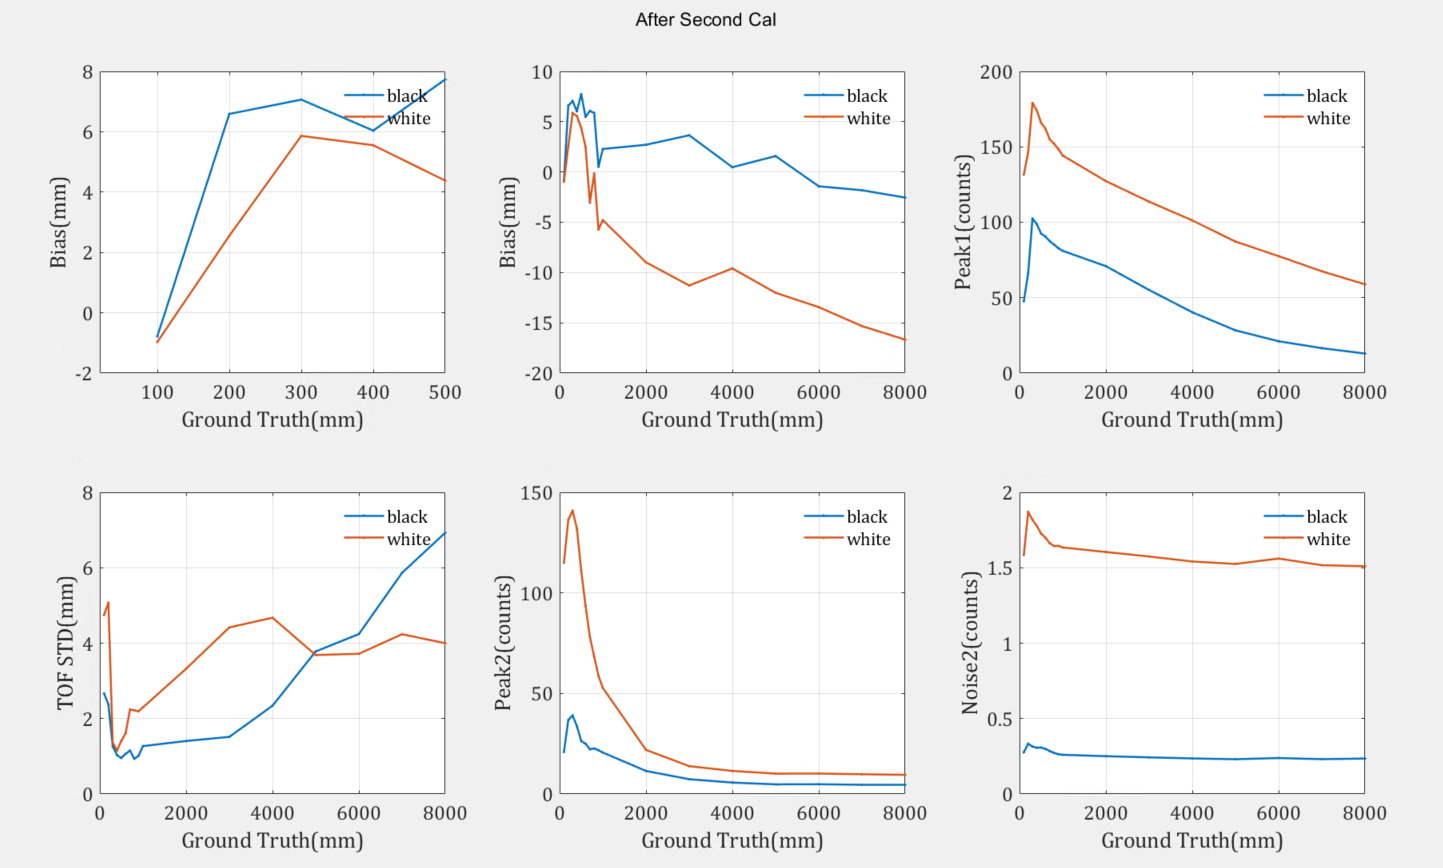 After Second Cal
8
6
4
2
0
-2
100 200 300 400 500
Bias(mm)
Ground Truth(mm)
black
white
10
5
0
-5
-10
-15
-20
0 2000 4000 6000 8000
Bias(mm)
Ground Truth(mm)
black
white
200
150
100
50
0
0 2000 4000 6000 8000
Peak1(counts)
Ground Truth(mm)
black
white
8
6
4
2
0
0 2000 4000 6000 8000
TOF STD(mm)
Ground Truth(mm)
black
white
150
100
50
0
0 2000 4000 6000 8000
Peak2(counts)
Ground Truth(mm)
black
white
2
1.5
1
0.5
0
0 2000 4000 6000 8000
Noise2(counts)
Ground Truth(mm)
black
white